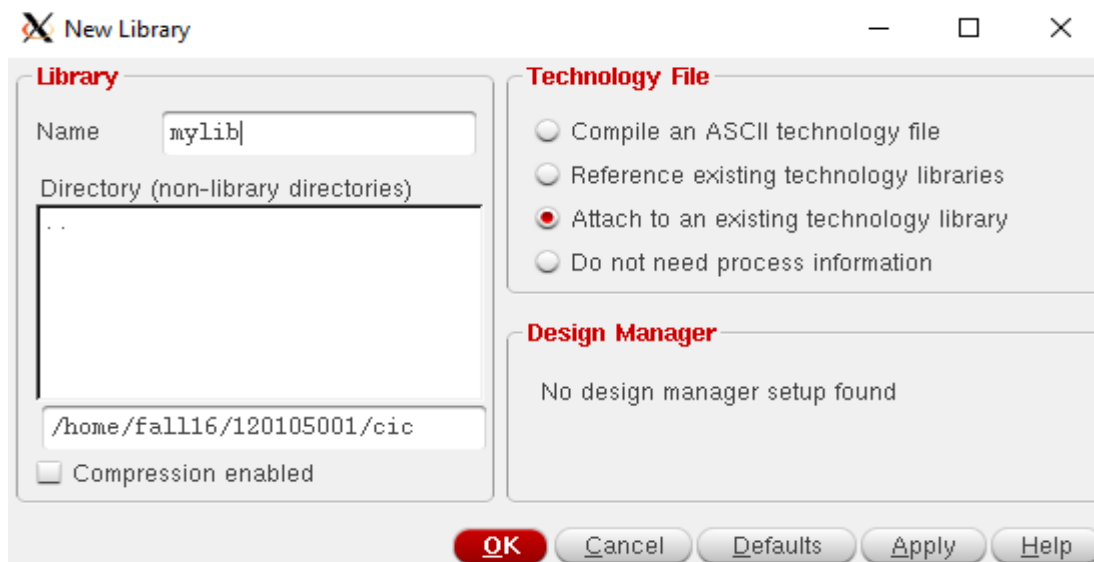 New Library
Library
Name mylib
Directory (non-library directories)
..
/home/fall16/120105001/cic
Compression enabled
Technology File
Compile an ASCII technology file
Reference existing technology libraries
Attach to an existing technology library
Do not need process information
Design Manager
No design manager setup found
OK Cancel Defaults Apply Help